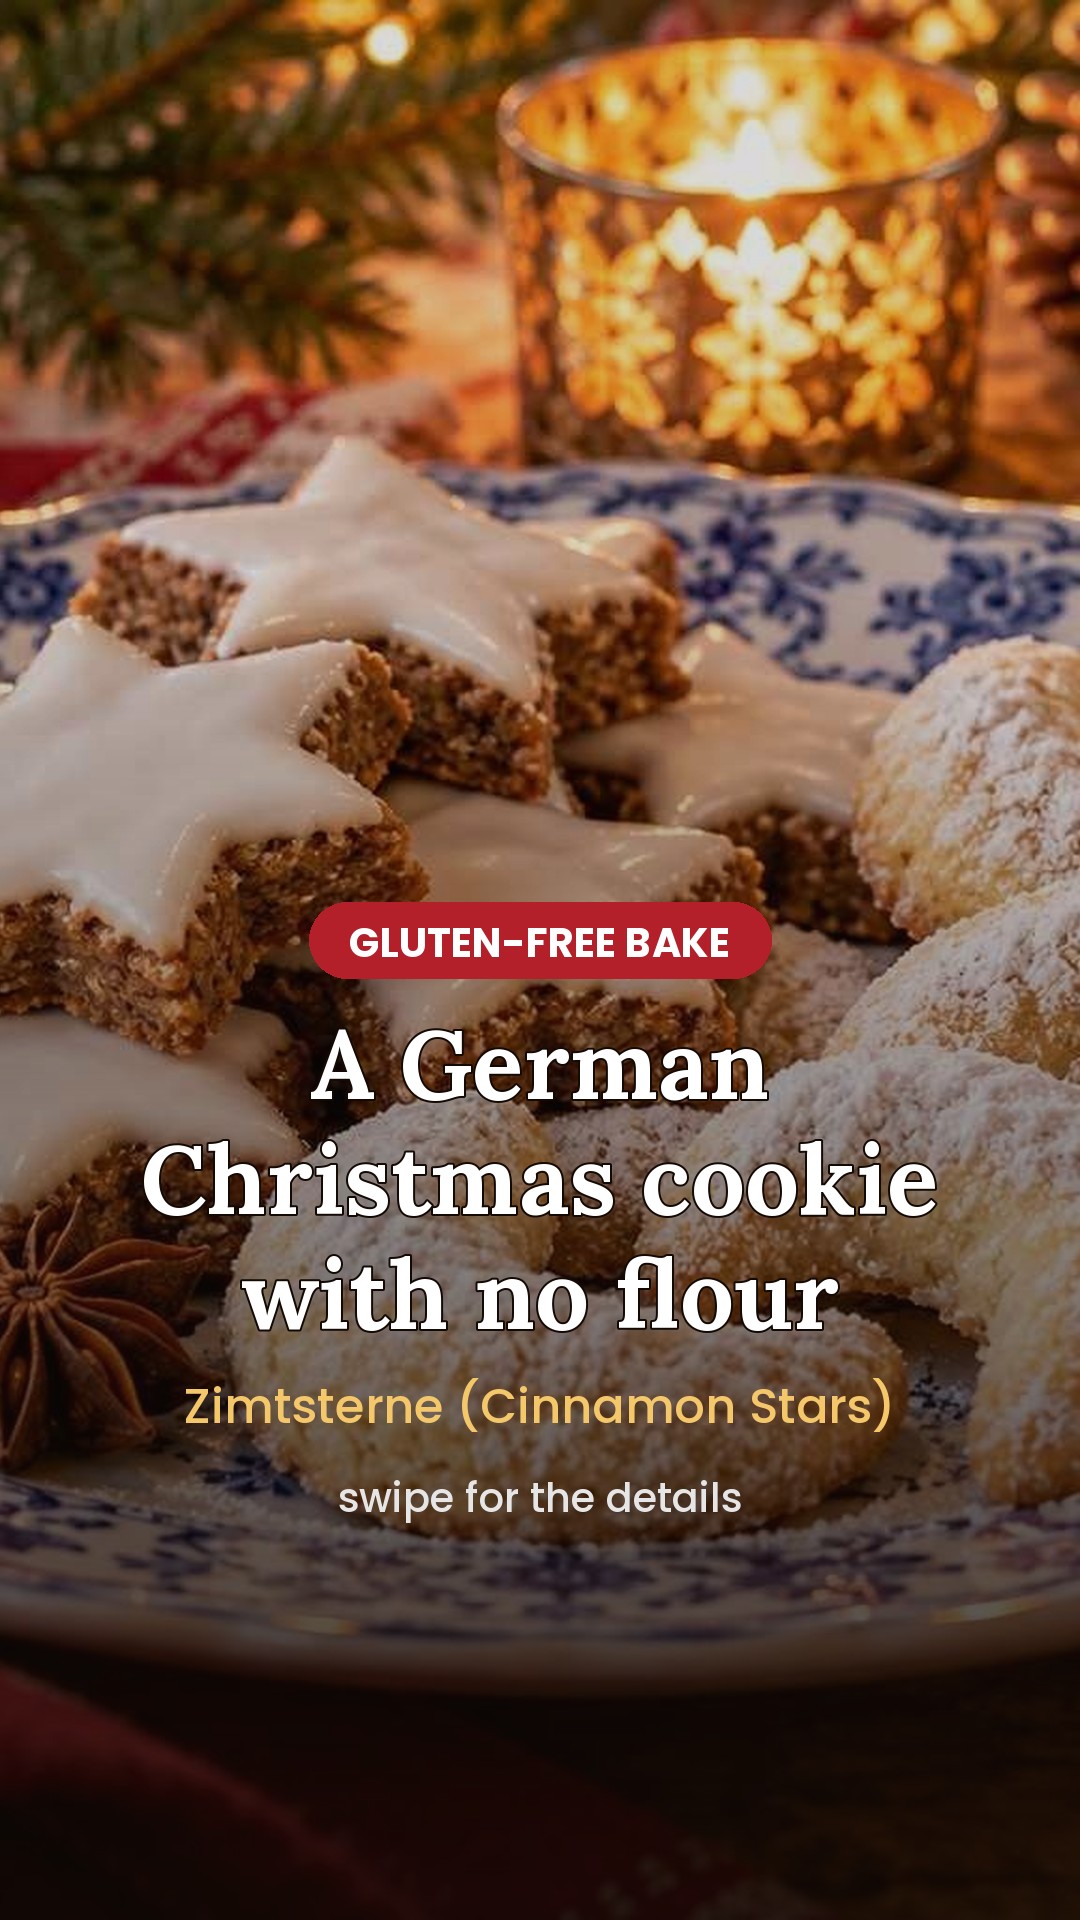 GLUTEN-FREE BAKE
A German
Christmas cookie
with no flour
Zimtsterne (Cinnamon Stars)
swipe for the details